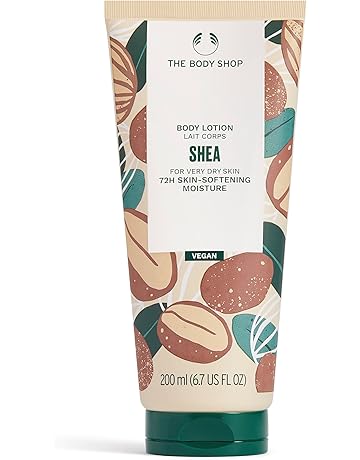 THE BODY SHOP
BODY LOTION
LAIT CORPS
SHEA
FOR VERY DRY SKIN
72H SKIN-SOFTENING
MOISTURE
VEGAN
200 ml (6.7 US FL OZ)